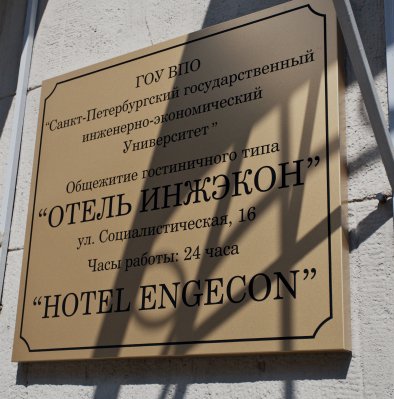 ГОУ ВПО
"Санкт-Петербургский государственный
инженерно-экономический
Университет"
Общежитие гостиничного типа
"ОТЕЛЬ ИНЖЭКОН"
ул. Социалистическая, 16
Часы работы: 24 часа
"HOTEL ENGECON"